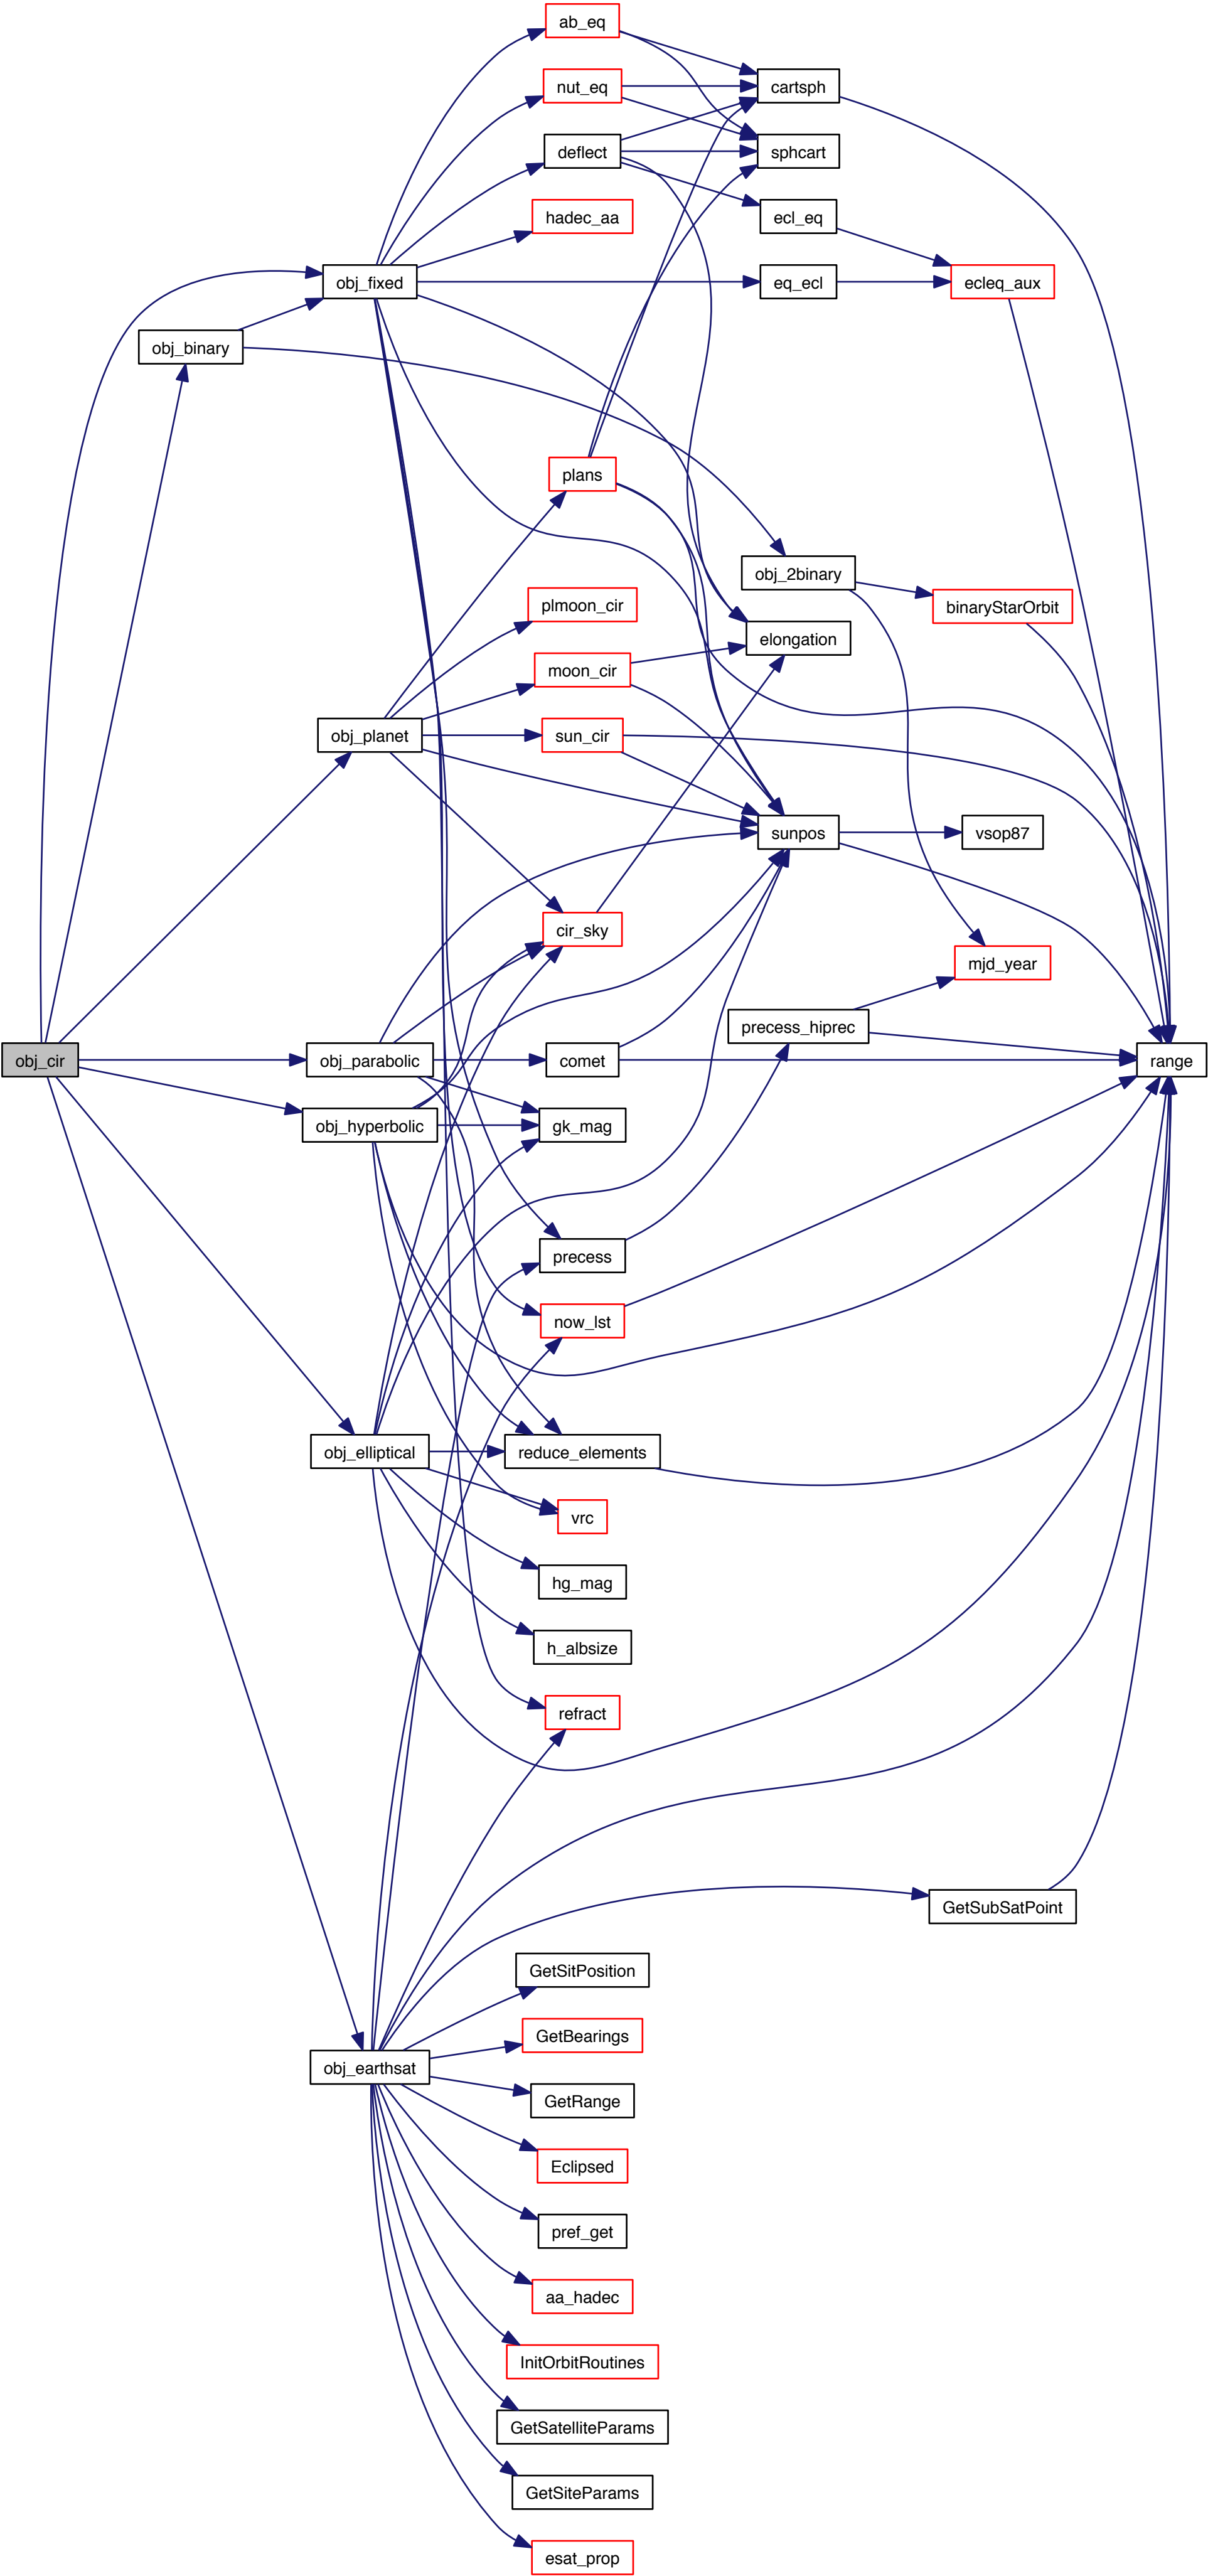 ab_eq
nut_eq
cartsph
deflect
sphcart
hadec_aa
ecl_eq
obj_fixed
eq_ecl
ecleq_aux
obj_binary
plans
obj_2binary
plmoon_cir
binaryStarOrbit
elongation
moon_cir
obj_planet
sun_cir
sunpos
vsop87
cir_sky
mjd_year
precess_hiprec
obj_cir
obj_parabolic
comet
range
obj_hyperbolic
gk_mag
precess
now_lst
obj_elliptical
reduce_elements
vrc
hg_mag
h_albsize
refract
GetSubSatPoint
GetSitPosition
GetBearings
obj_earthsat
GetRange
Eclipsed
pref_get
aa_hadec
InitOrbitRoutines
GetSatelliteParams
GetSiteParams
esat_prop